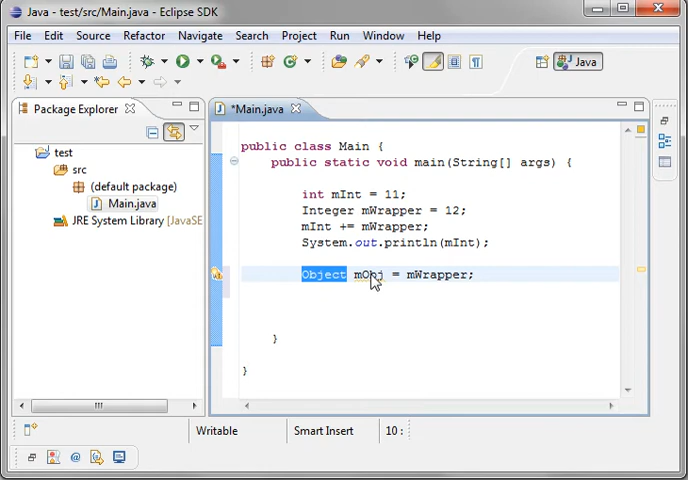 Java - test/src/Main.java - Eclipse SDK
File Edit Source Refactor Navigate Search Project Run Window Help
Java
Package Explorer
*Main.java
test
src
(default package)
Main.java
JRE System Library [JavaSE
public class Main {
public static void main(String[] args) {
int mInt = 11;
Integer mWrapper = 12;
mInt += mWrapper;
System.out.println(mInt);
Object mObj = mWrapper;
}
}
Writable Smart Insert 10 :